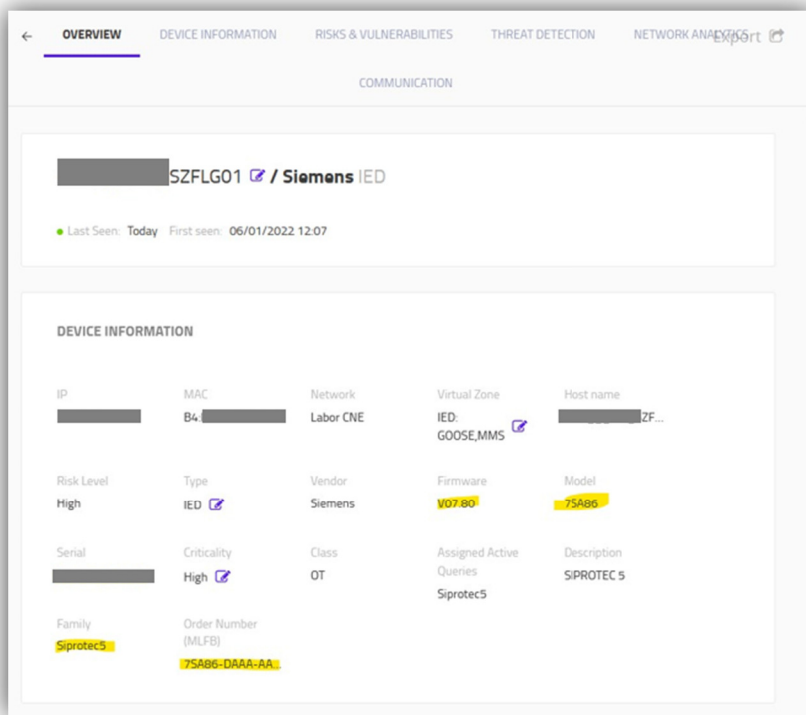 ← OVERVIEW DEVICE INFORMATION RISKS & VULNERABILITIES THREAT DETECTION NETWORK ANALYTICS Export
COMMUNICATION
SZFLG01 / Siemens IED
Last Seen: Today First seen: 06/01/2022 12:07
DEVICE INFORMATION
IP MAC Network Virtual Zone Host name
B4: Labor CNE IED: GOOSE,MMS ZF...
Risk Level Type Vendor Firmware Model
High IED Siemens V07.80 7SA86
Serial Criticality Class Assigned Active Queries Description
High OT Siprotec5 SIPROTEC 5
Family Order Number (MLFB)
Siprotec5 7SA86-DAAA-AA...